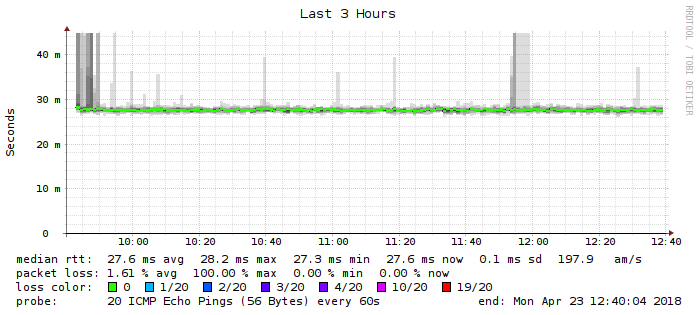 Last 3 Hours
RRDTOOL / TOBI OETIKER
Seconds
40 m
30 m
20 m
10 m
0
10:00 10:20 10:40 11:00 11:20 11:40 12:00 12:20 12:40
median rtt: 27.6 ms avg 28.2 ms max 27.3 ms min 27.6 ms now 0.1 ms sd 197.9 am/s
packet loss: 1.61 % avg 100.00 % max 0.00 % min 0.00 % now
loss color: 0 1/20 2/20 3/20 4/20 10/20 19/20
probe: 20 ICMP Echo Pings (56 Bytes) every 60s end: Mon Apr 23 12:40:04 2018